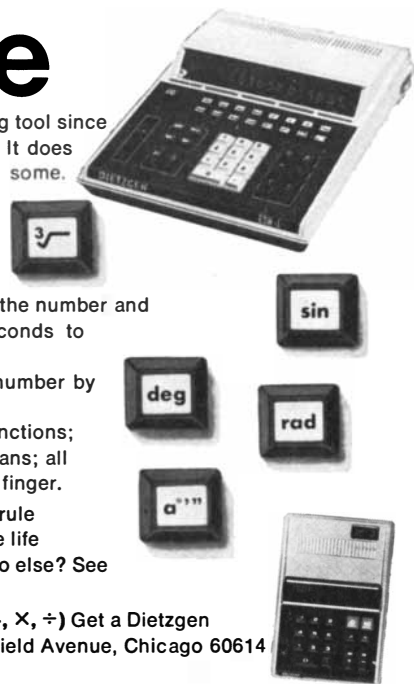 e
g tool since
It does
some.
DIETZGEN
3√
the number and
conds to
sin
number by
deg
nctions;
rad
ans; all
finger.
a°'"
rule
e life
o else? See
, ×, ÷) Get a Dietzgen
ield Avenue, Chicago 60614